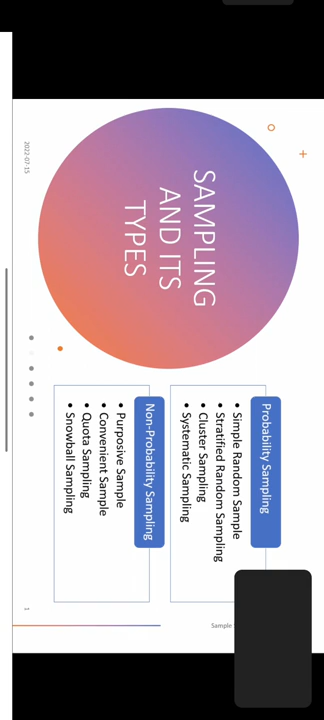 SAMPLING
AND ITS
TYPES
Probability Sampling
• Simple Random Sample
• Stratified Random Sampling
• Cluster Sampling
• Systematic Sampling
Non-Probability Sampling
• Purposive Sample
• Convenient Sample
• Quota Sampling
• Snowball Sampling
2022-07-15
Sample
1